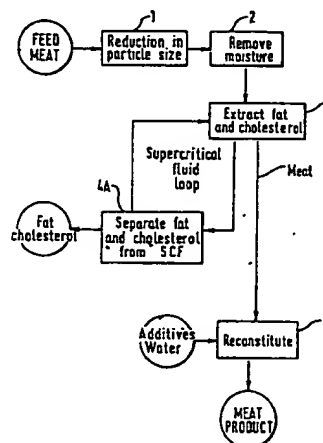 1
2
FEED
MEAT
Reduction in
particle size
Remove
moisture
Extract fat
and cholesterol
Supercritical
fluid
loop
Meat
4A
Fat
cholesterol
Separate fat
and cholesterol
from SCF
Additives
Water
Reconstitute
MEAT
PRODUCT